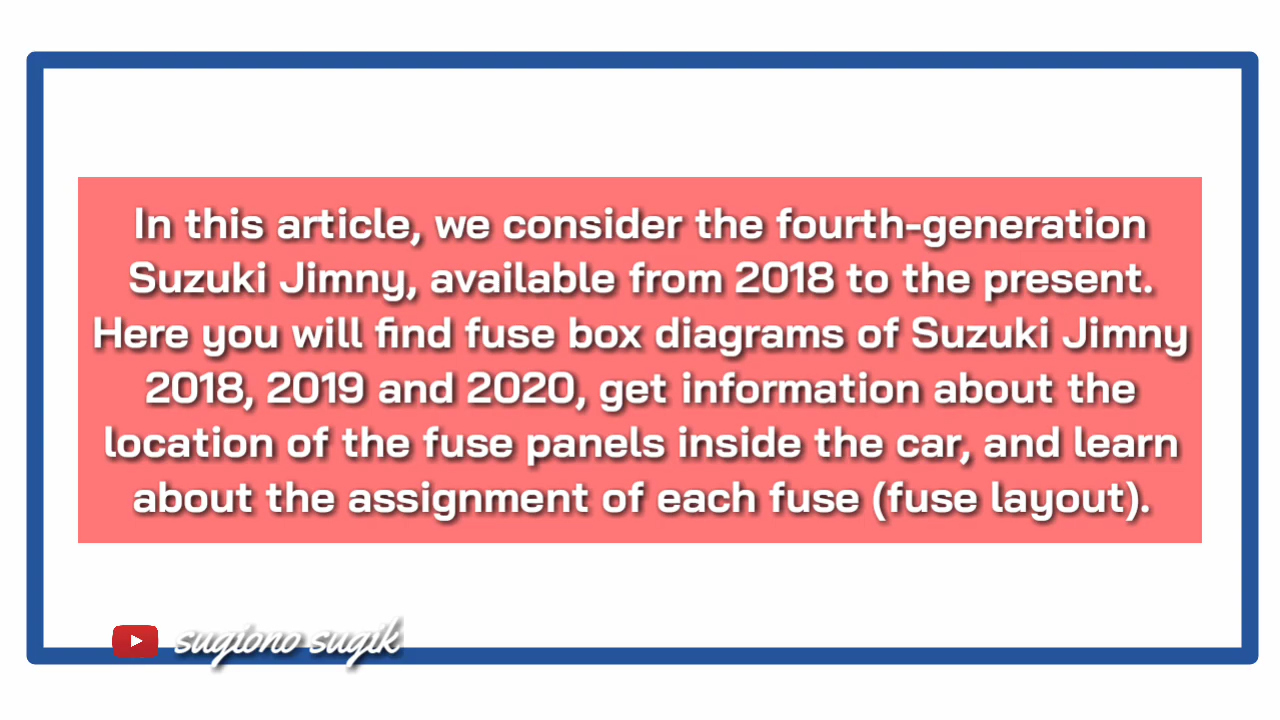 In this article, we consider the fourth-generation
Suzuki Jimny, available from 2018 to the present.
Here you will find fuse box diagrams of Suzuki Jimny
2018, 2019 and 2020, get information about the
location of the fuse panels inside the car, and learn
about the assignment of each fuse (fuse layout).
sugiono sugik